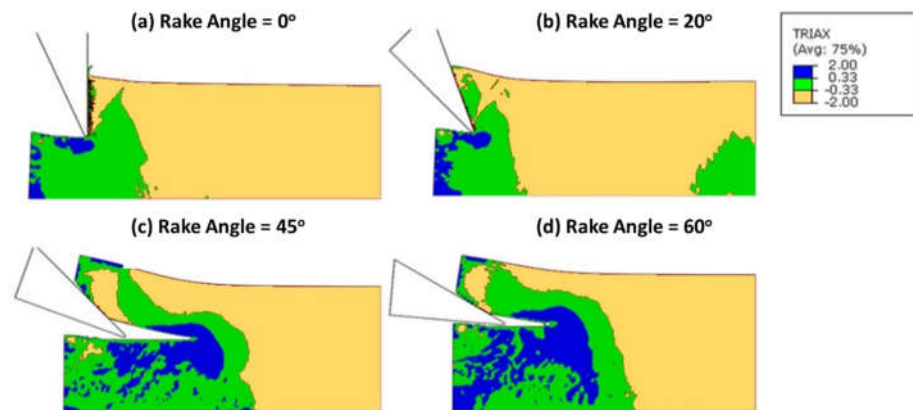 (a) Rake Angle = 0°
(b) Rake Angle = 20°
TRIAX
(Avg: 75%)
2.00
0.33
-0.33
-2.00
(c) Rake Angle = 45°
(d) Rake Angle = 60°